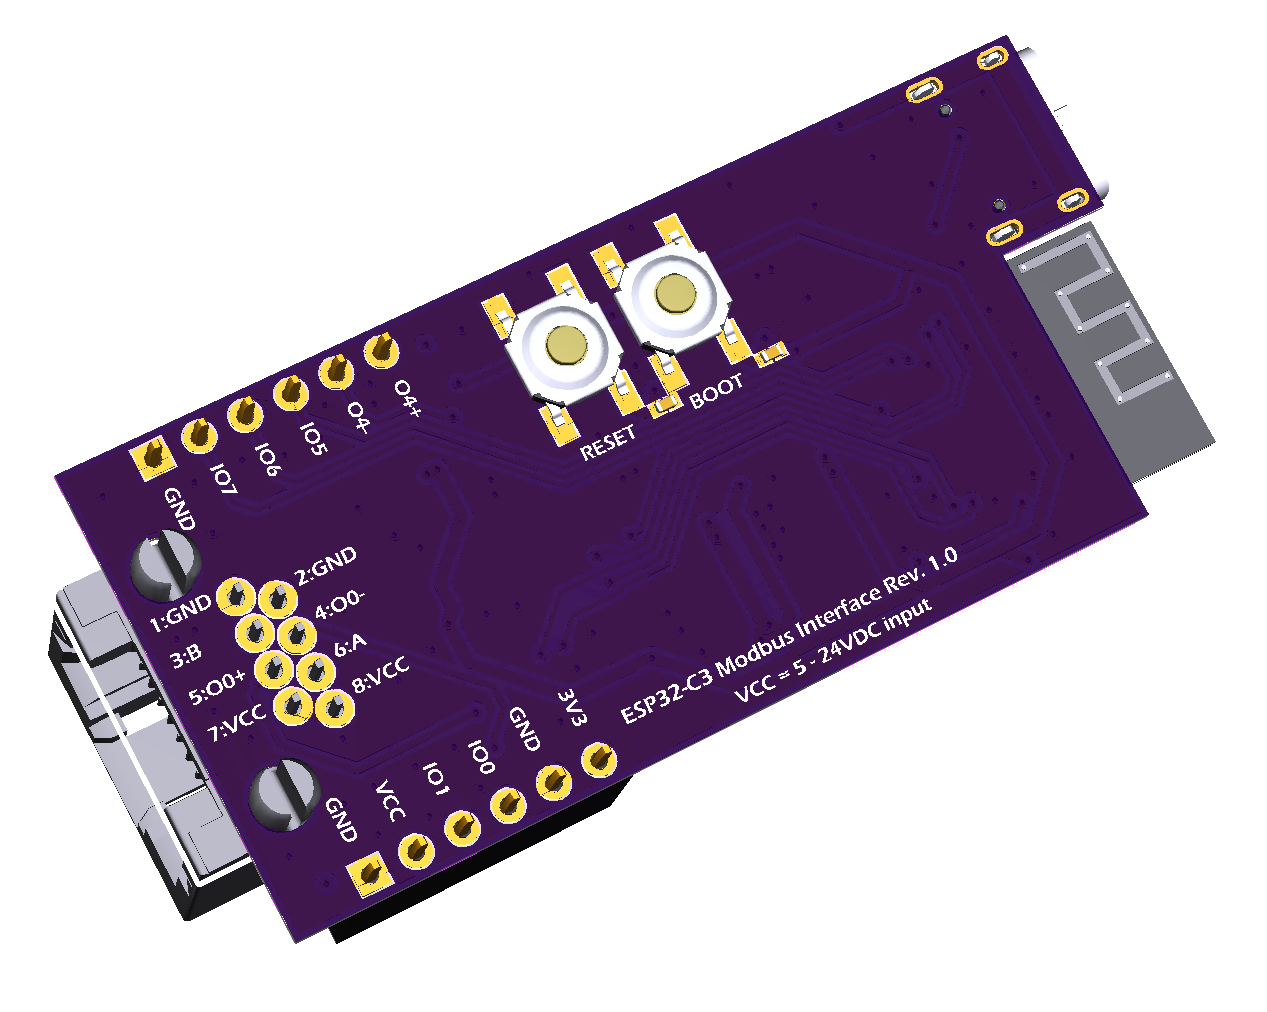 O4+
O4-
IO5
IO6
IO7
GND
RESET
BOOT
1:GND
2:GND
3:B
4:O0-
5:O0+
6:A
7:VCC
8:VCC
GND
VCC
IO1
IO0
GND
3V3
ESP32-C3 Modbus Interface Rev. 1.0
VCC = 5 - 24VDC input